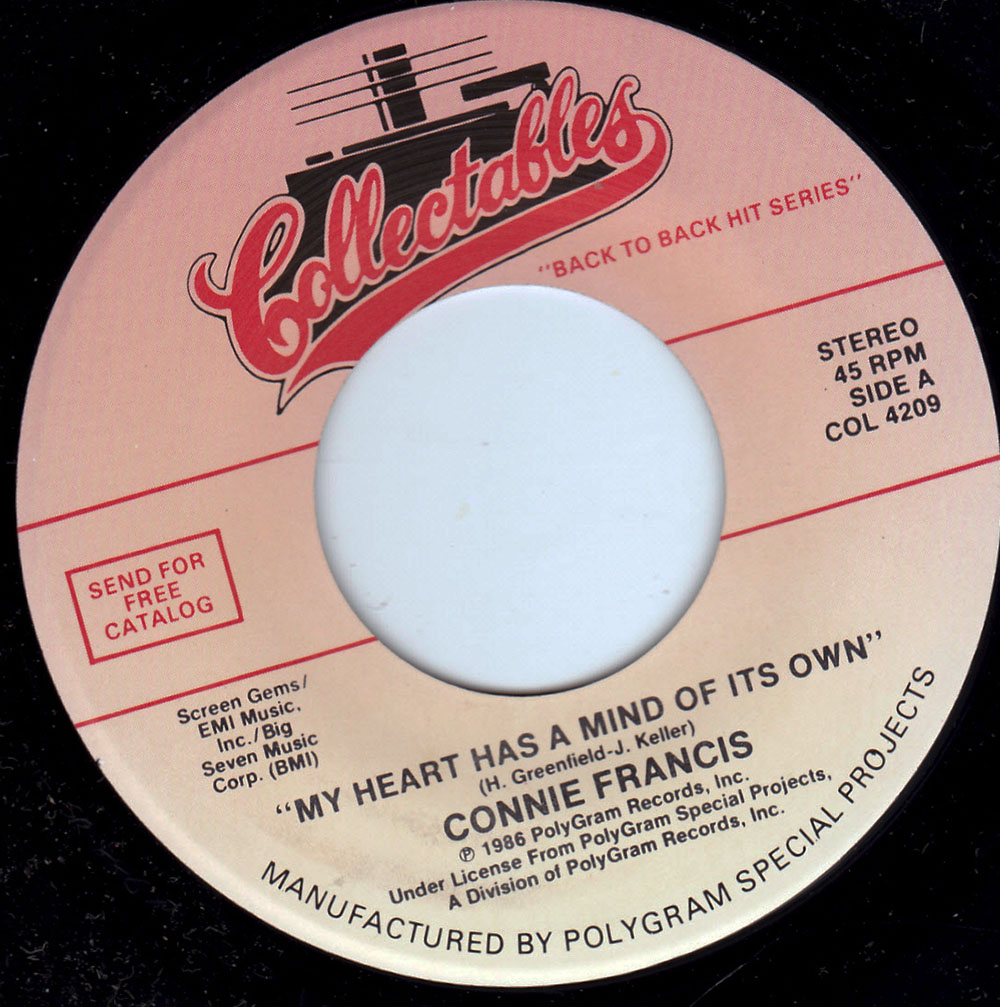 Collectables
"BACK TO BACK HIT SERIES"
STEREO
45 RPM
SIDE A
COL 4209
SEND FOR
FREE
CATALOG
Screen Gems/
EMI Music,
Inc./Big
Seven Music
Corp. (BMI)
"MY HEART HAS A MIND OF ITS OWN"
(H. Greenfield-J. Keller)
CONNIE FRANCIS
℗ 1986 PolyGram Records, Inc.
Under License From PolyGram Special Projects,
A Division of PolyGram Records, Inc.
MANUFACTURED BY POLYGRAM SPECIAL PROJECTS